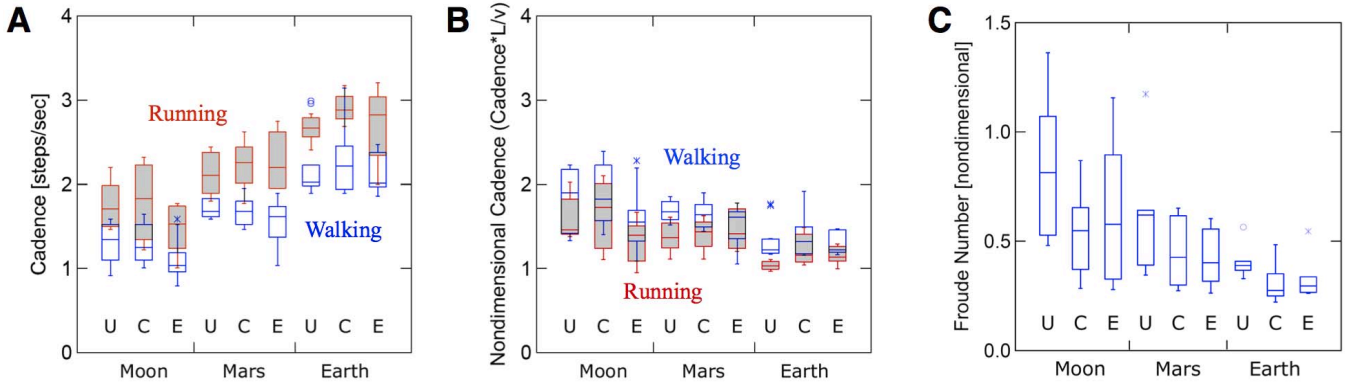 A
Cadence [steps/sec]
4
3
2
1
0
Running
Walking
U C E U C E U C E
Moon Mars Earth
B
Nondimensional Cadence (Cadence*L/v)
4
3
2
1
0
Walking
Running
U C E U C E U C E
Moon Mars Earth
C
Froude Number [nondimensional]
1.5
1.0
0.5
0.0
U C E U C E U C E
Moon Mars Earth